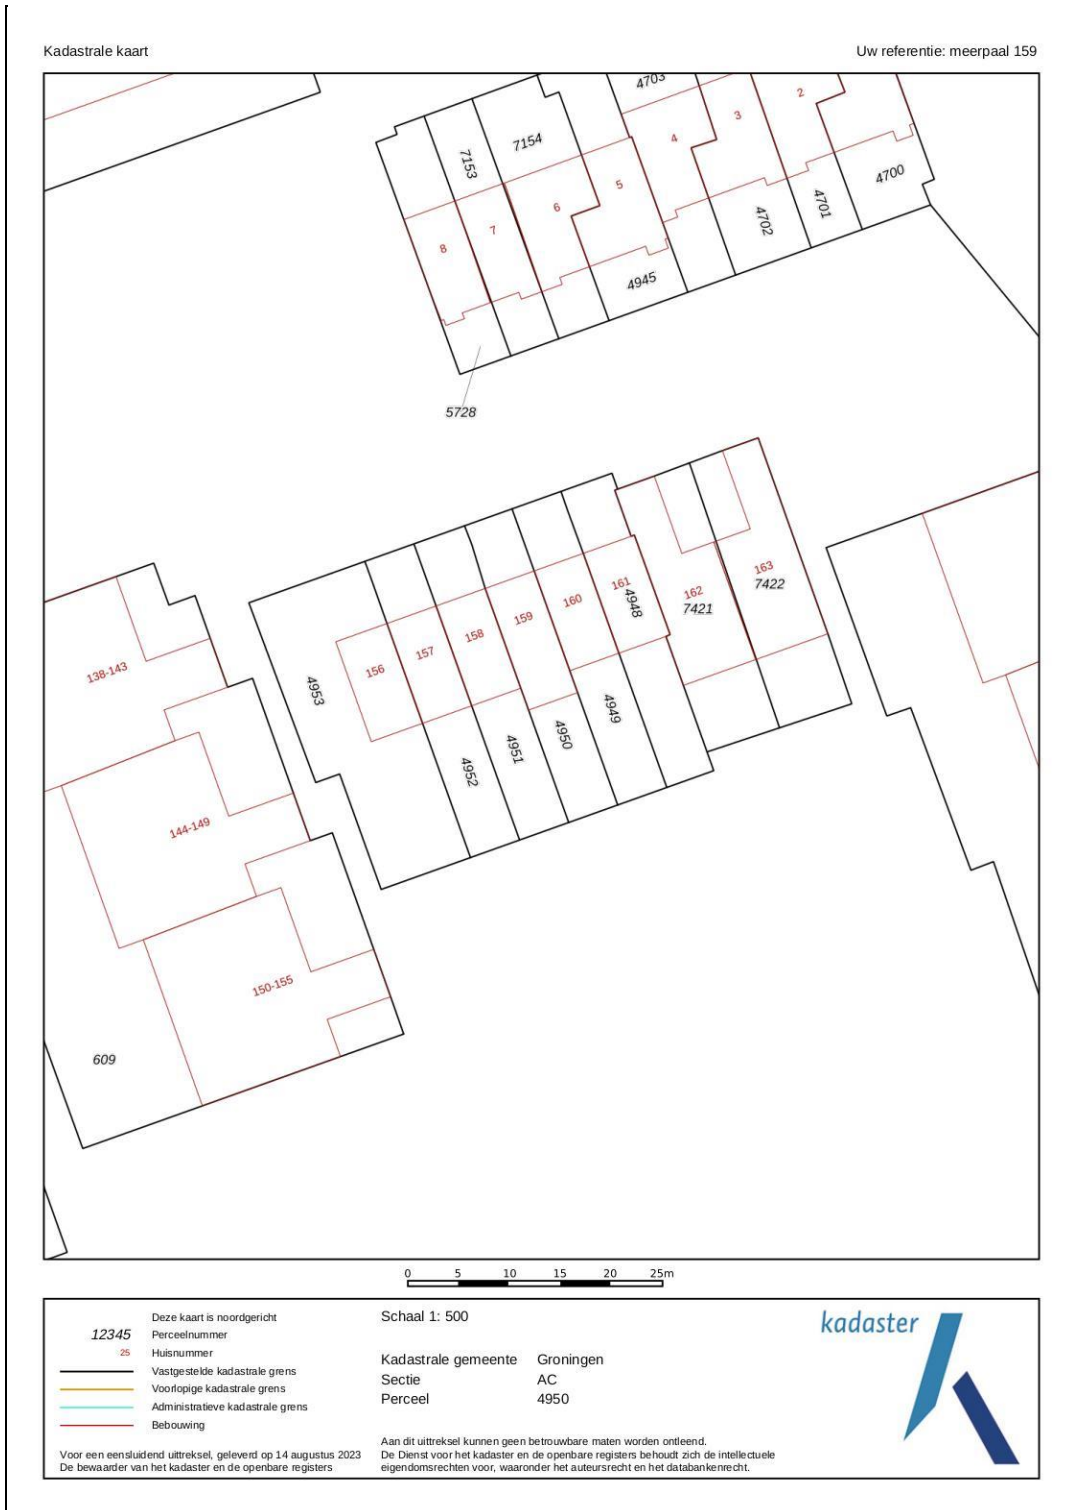 Kadastrale kaart
Uw referentie: meerpaal 159
4703
2
3
4
7154
7153
4700
5
6
4701
4702
7
8
4945
5728
163
7422
161
4948
162
7421
160
159
158
157
156
138-143
4953
4949
4950
4951
4952
144-149
150-155
609
0 5 10 15 20 25m
Deze kaart is noordgericht
12345 Perceelnummer
25 Huisnummer
Vastgestelde kadastrale grens
Voorlopige kadastrale grens
Administratieve kadastrale grens
Bebouwing
Voor een eensluidend uittreksel, geleverd op 14 augustus 2023
De bewaarder van het kadaster en de openbare registers
Schaal 1: 500
Kadastrale gemeente Groningen
Sectie AC
Perceel 4950
Aan dit uittreksel kunnen geen betrouwbare maten worden ontleend.
De Dienst voor het kadaster en de openbare registers behoudt zich de intellectuele
eigendomsrechten voor, waaronder het auteursrecht en het databankenrecht.
kadaster